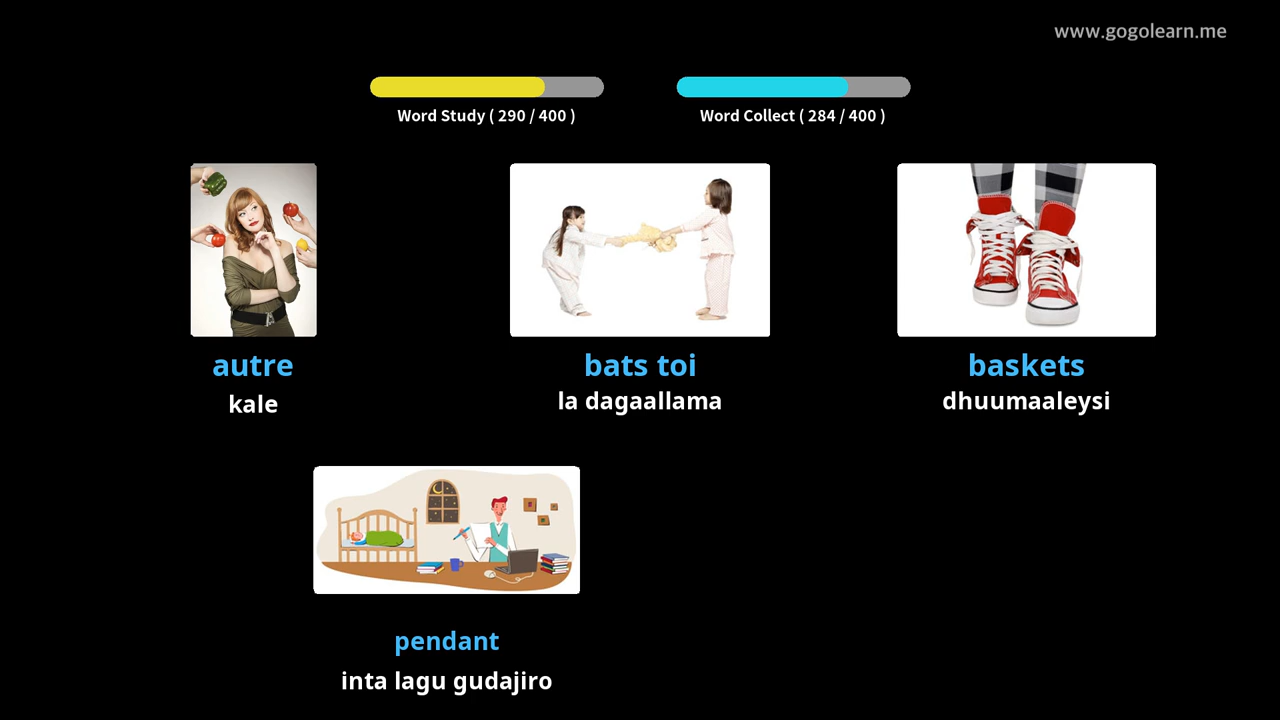 www.gogolearn.me
Word Study ( 290 / 400 )
Word Collect ( 284 / 400 )
autre
kale
bats toi
la dagaallama
baskets
dhuumaaleysi
pendant
inta lagu gudajiro